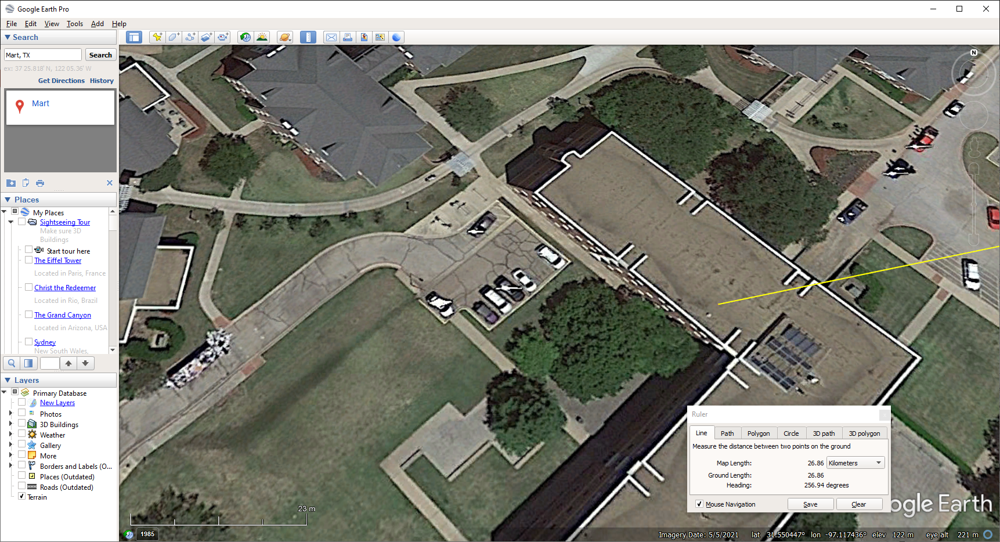 Google Earth Pro
File Edit View Tools Add Help
Search
Mart, TX
Search
ex: 37 25.818' N, 122 05.36' W
Get Directions History
Mart
Places
My Places
Sightseeing Tour
Make sure 3D
Buildings
Start tour here
The Eiffel Tower
Located in Paris, France
Christ the Redeemer
Located in Rio, Brazil
The Grand Canyon
Located in Arizona, USA
Sydney
New South Wales,
Layers
Primary Database
New Layers
Photos
3D Buildings
Weather
Gallery
More
Borders and Labels (O...
Places (Outdated)
Roads (Outdated)
Terrain
N
Ruler
Line Path Polygon Circle 3D path 3D polygon
Measure the distance between two points on the ground
Map Length: 26.86 Kilometers
Ground Length: 26.86
Heading: 256.94 degrees
Mouse Navigation Save Clear
ogle Earth
23 m
1985
Imagery Date: 5/5/2021 lat 31.550447° lon -97.117436° elev 122 m eye alt 221 m